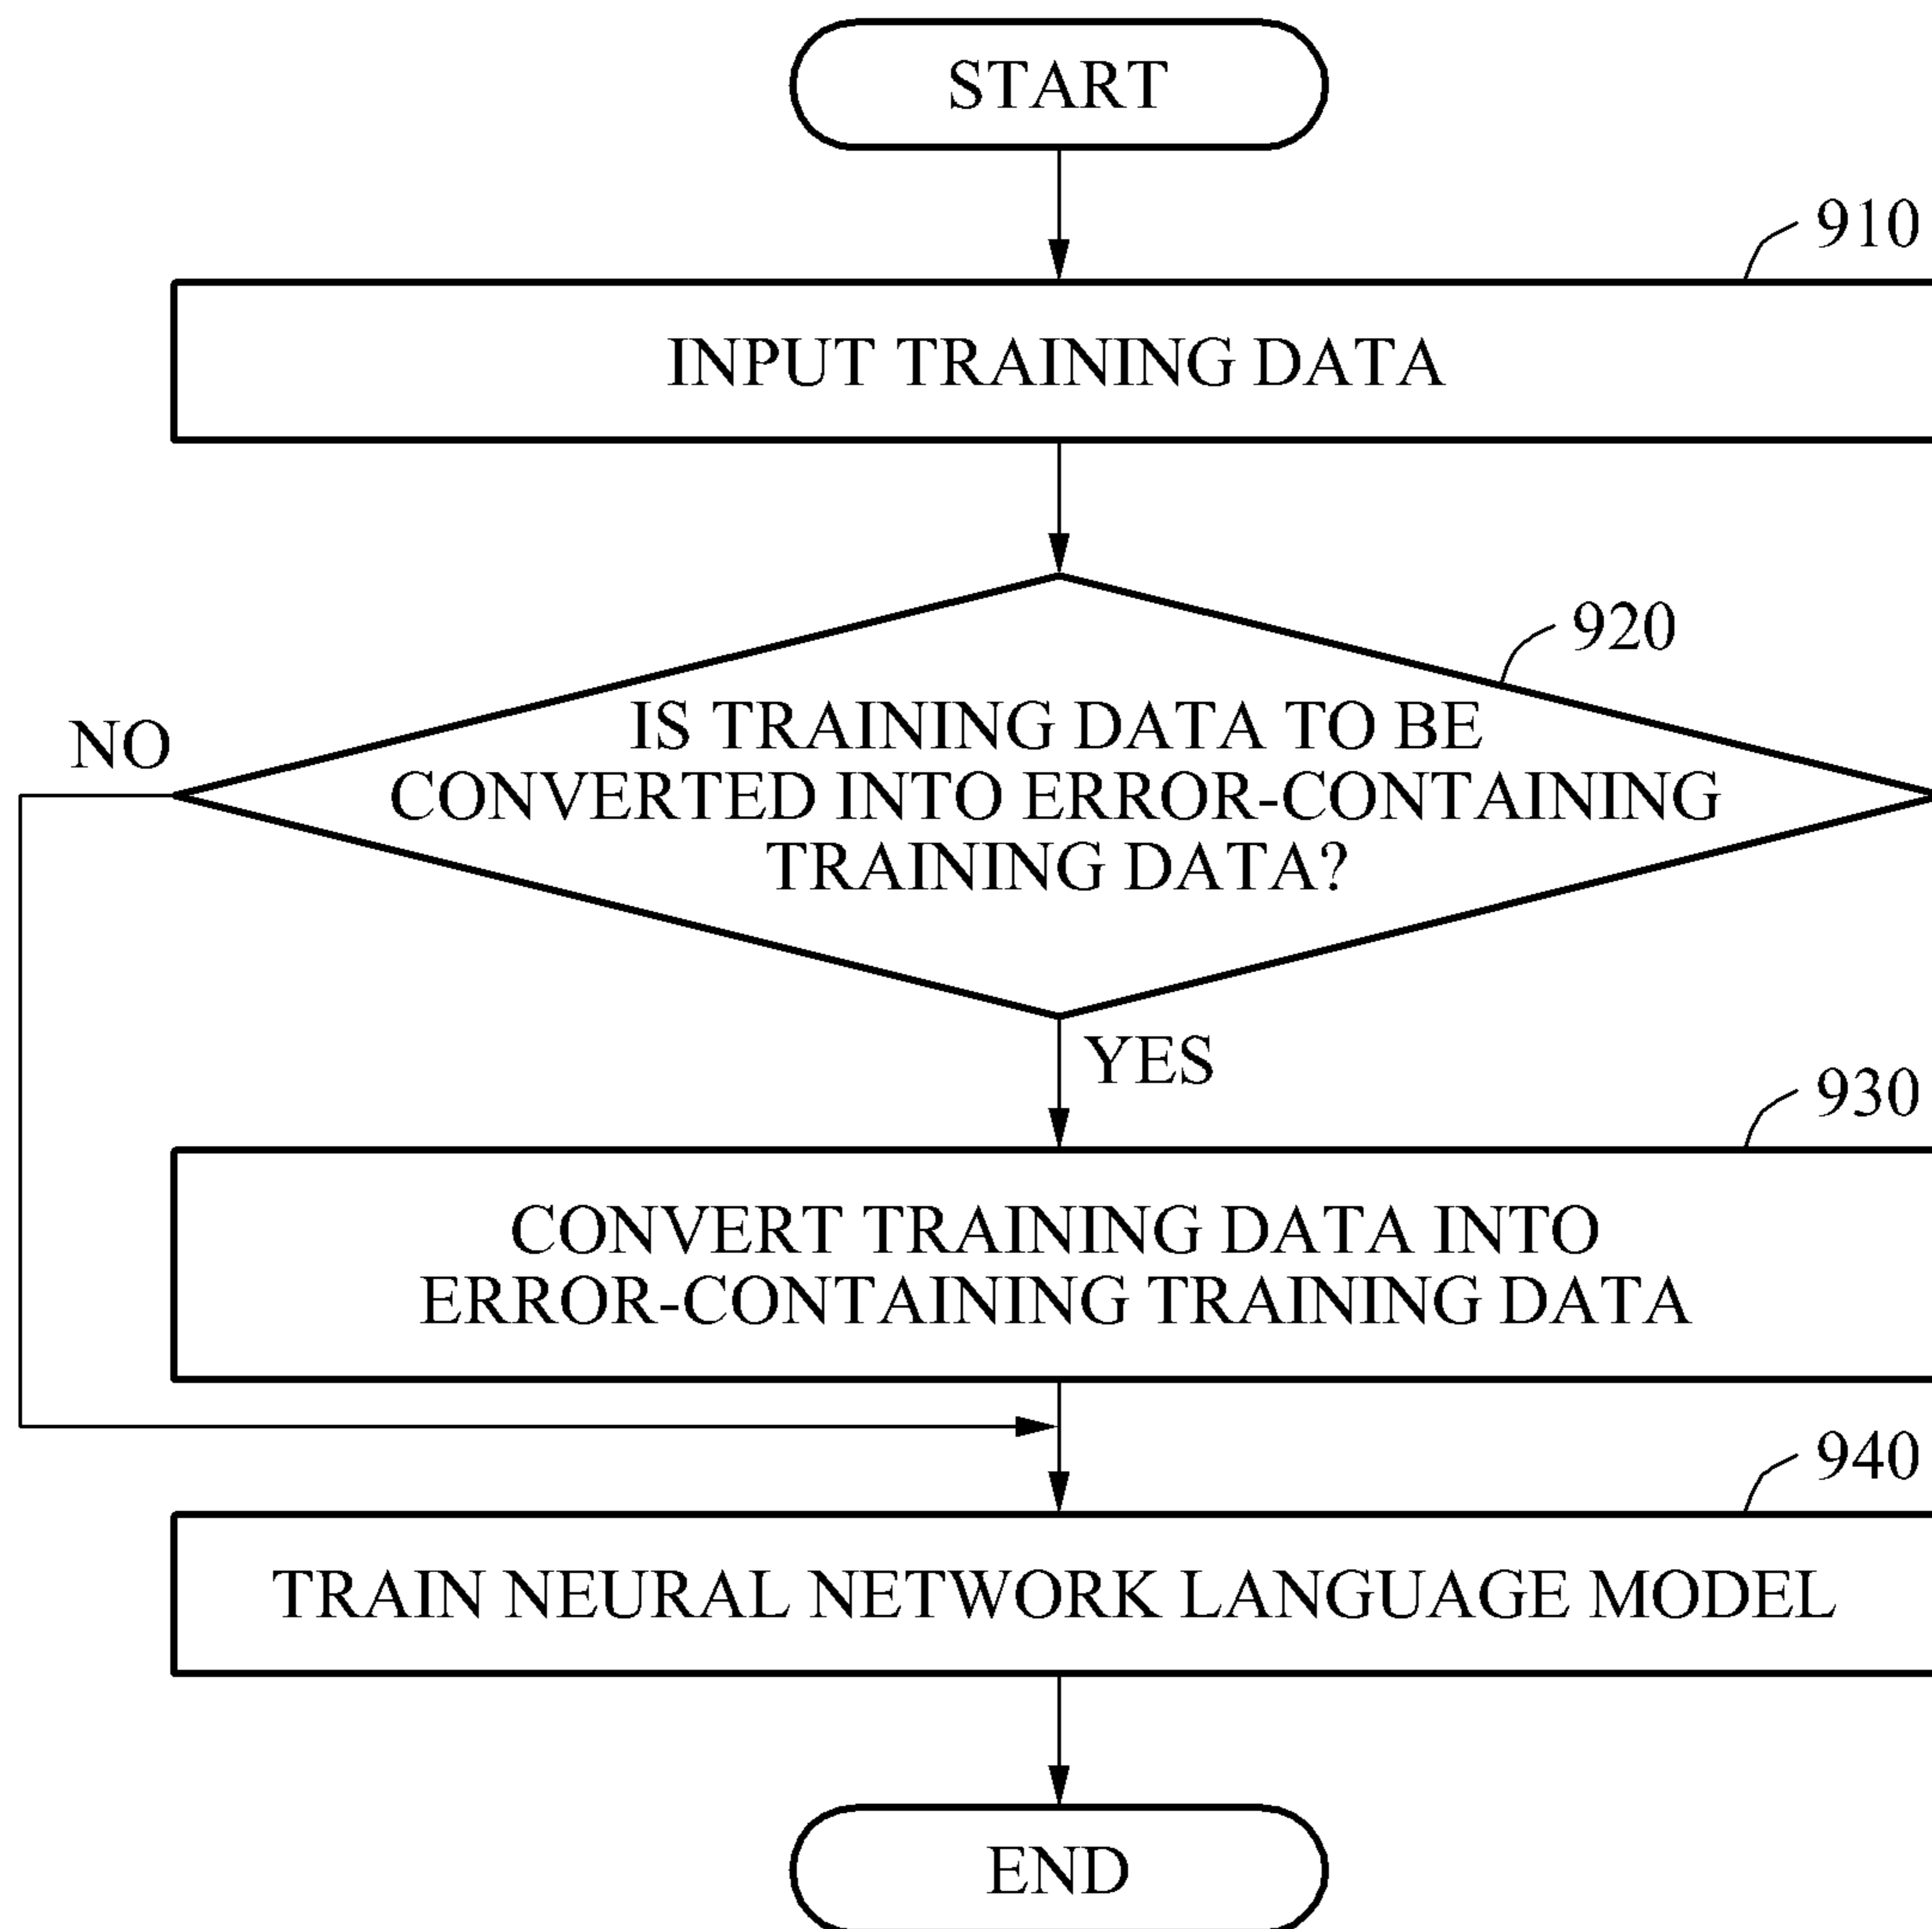 START
910
INPUT TRAINING DATA
920
IS TRAINING DATA TO BE
CONVERTED INTO ERROR-CONTAINING
TRAINING DATA?
NO
YES
930
CONVERT TRAINING DATA INTO
ERROR-CONTAINING TRAINING DATA
940
TRAIN NEURAL NETWORK LANGUAGE MODEL
END